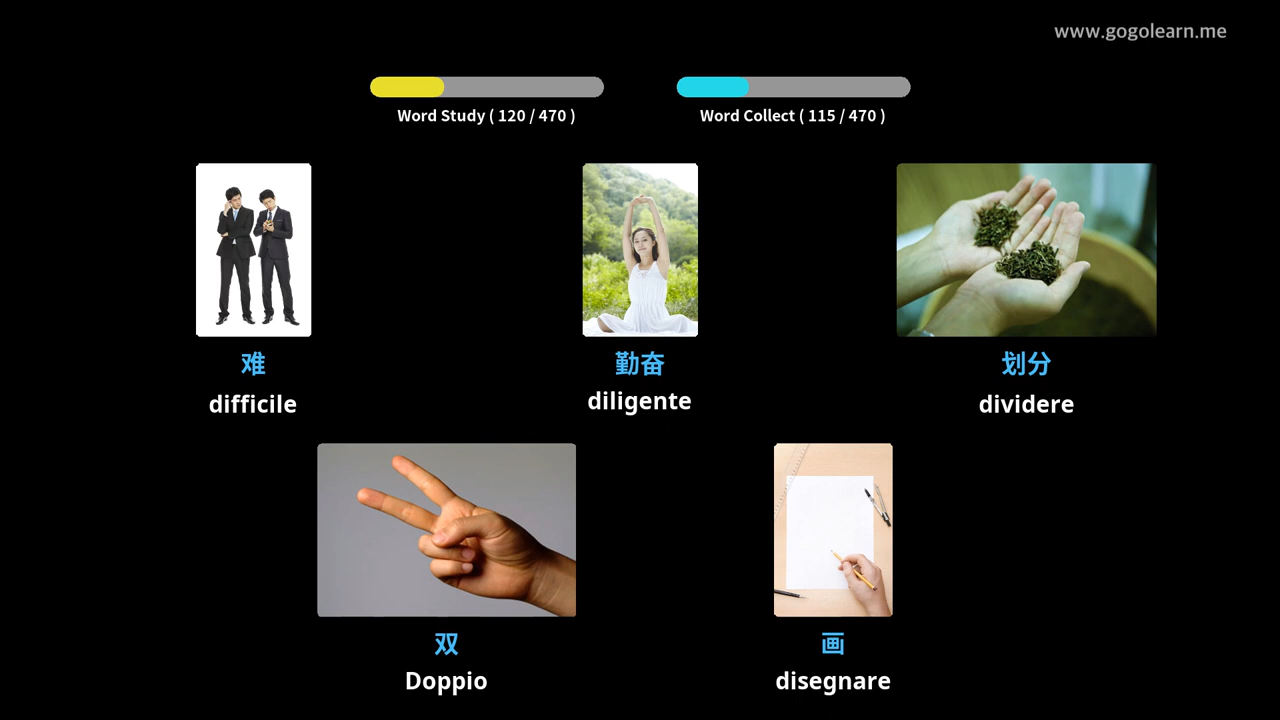 www.gogolearn.me
Word Study ( 120 / 470 )
Word Collect ( 115 / 470 )
难
difficile
勤奋
diligente
划分
dividere
双
Doppio
画
disegnare